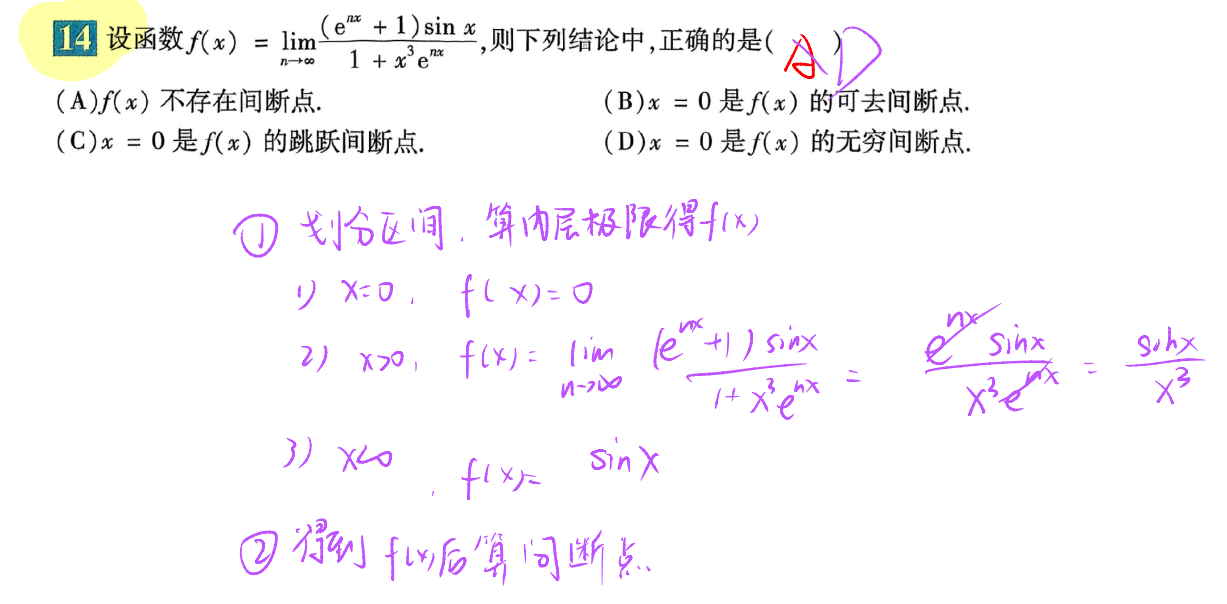 14 设函数 f(x) = lim_{n→∞} (e^{nx} + 1) sin x / (1 + x³e^{nx}), 则下列结论中,正确的是( A ) D
(A) f(x) 不存在间断点. (B) x = 0 是 f(x) 的可去间断点.
(C) x = 0 是 f(x) 的跳跃间断点. (D) x = 0 是 f(x) 的无穷间断点.
① 划分区间, 算内层极限得 f(x)
1) x=0, f(x)=0
2) x>0, f(x) = lim_{n→∞} (e^{nx}+1) sinx / (1+x³e^{nx}) = e^{nx} sinx / (x³e^{nx}) = sinx / x³
3) x<0, f(x)= sinx
② 得到 f(x)后算间断点.